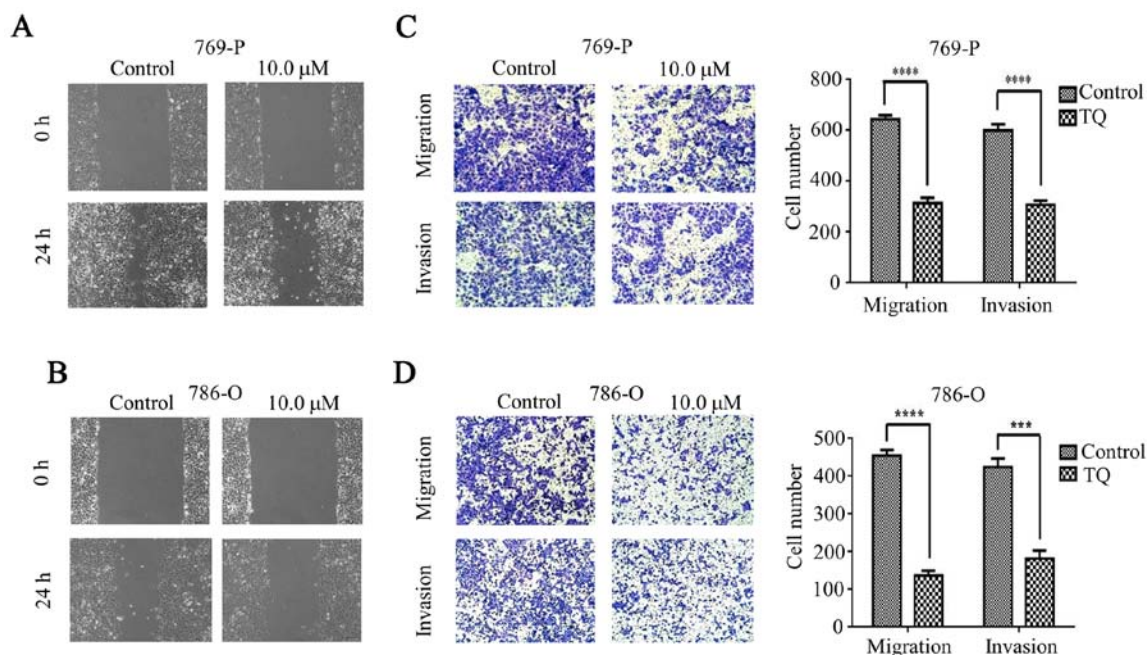 A
769-P
Control 10.0 μM
0 h
24 h
B
786-O
Control 10.0 μM
0 h
24 h
C
769-P
Control 10.0 μM
Migration
Invasion
769-P
800
600
400
200
0
Cell number
**** ****
Control
TQ
Migration Invasion
D
786-O
Control 10.0 μM
Migration
Invasion
786-O
500
400
300
200
100
0
Cell number
**** ***
Control
TQ
Migration Invasion